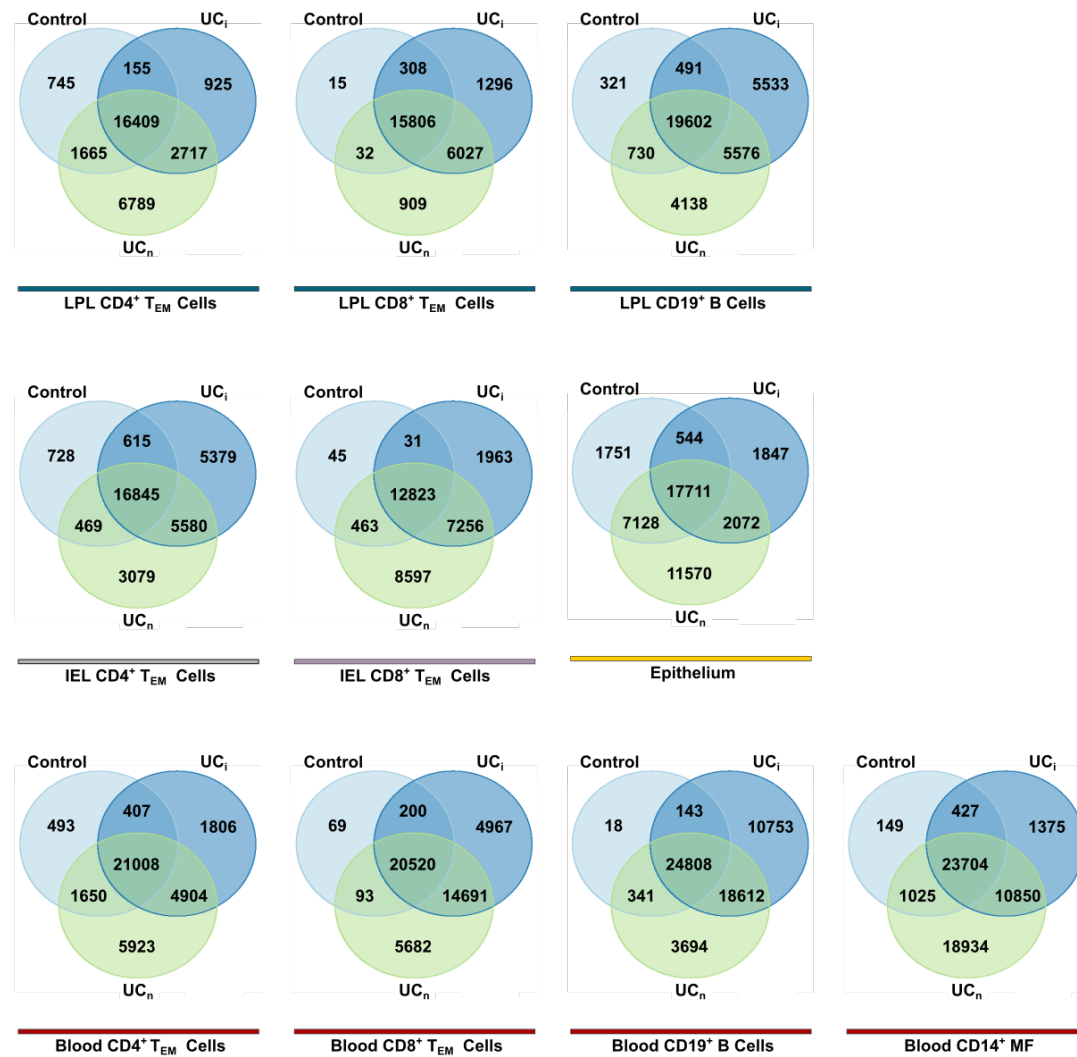 Control UCi Control UCi Control UCi
745 155 925 15 308 1296 321 491 5533
16409 15806 19602
1665 2717 32 6027 730 5576
6789 909 4138
UCn UCn UCn
LPL CD4+ TEM Cells LPL CD8+ TEM Cells LPL CD19+ B Cells
Control UCi Control UCi Control UCi
728 615 5379 45 31 1963 1751 544 1847
16845 12823 17711
469 5580 463 7256 7128 2072
3079 8597 11570
UCn UCn UCn
IEL CD4+ TEM Cells IEL CD8+ TEM Cells Epithelium
Control UCi Control UCi Control UCi Control UCi
493 407 1806 69 200 4967 18 143 10753 149 427 1375
21008 20520 24808 23704
1650 4904 93 14691 341 18612 1025 10850
5923 5682 3694 18934
UCn UCn UCn UCn
Blood CD4+ TEM Cells Blood CD8+ TEM Cells Blood CD19+ B Cells Blood CD14+ MF